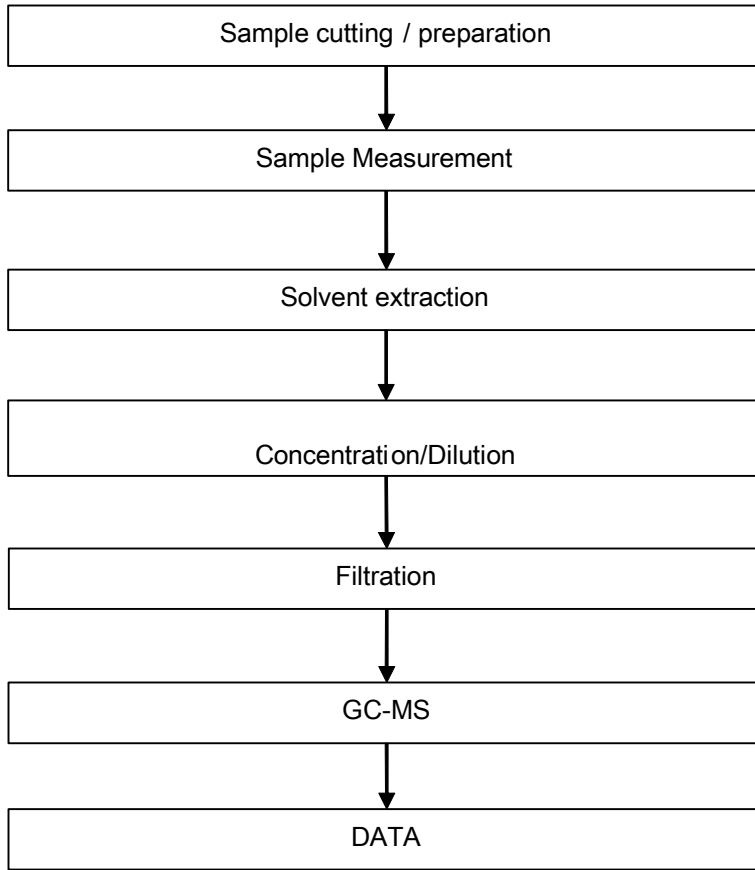 Sample cutting / preparation
Sample Measurement
Solvent extraction
Concentration/Dilution
Filtration
GC-MS
DATA